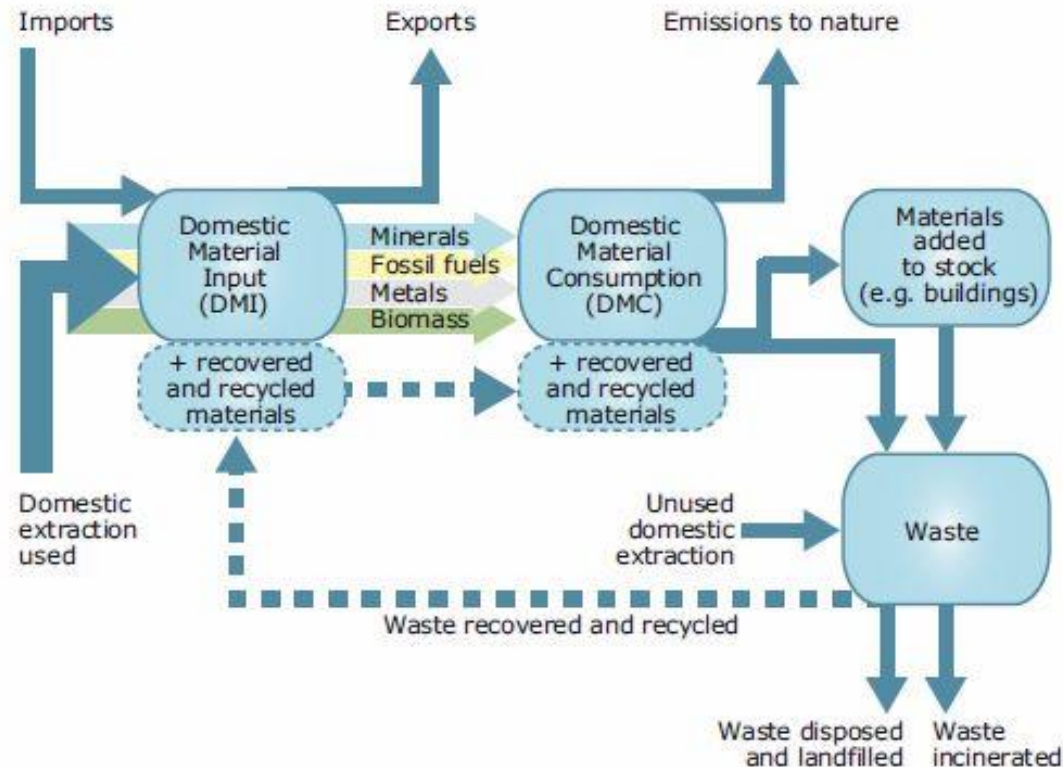 Imports
Exports
Emissions to nature
Domestic
Material
Input
(DMI)
Minerals
Fossil fuels
Metals
Biomass
Domestic
Material
Consumption
(DMC)
Materials
added
to stock
(e.g. buildings)
+ recovered
and recycled
materials
+ recovered
and recycled
materials
Domestic
extraction
used
Unused
domestic
extraction
Waste
Waste recovered and recycled
Waste disposed
and landfilled
Waste
incinerated